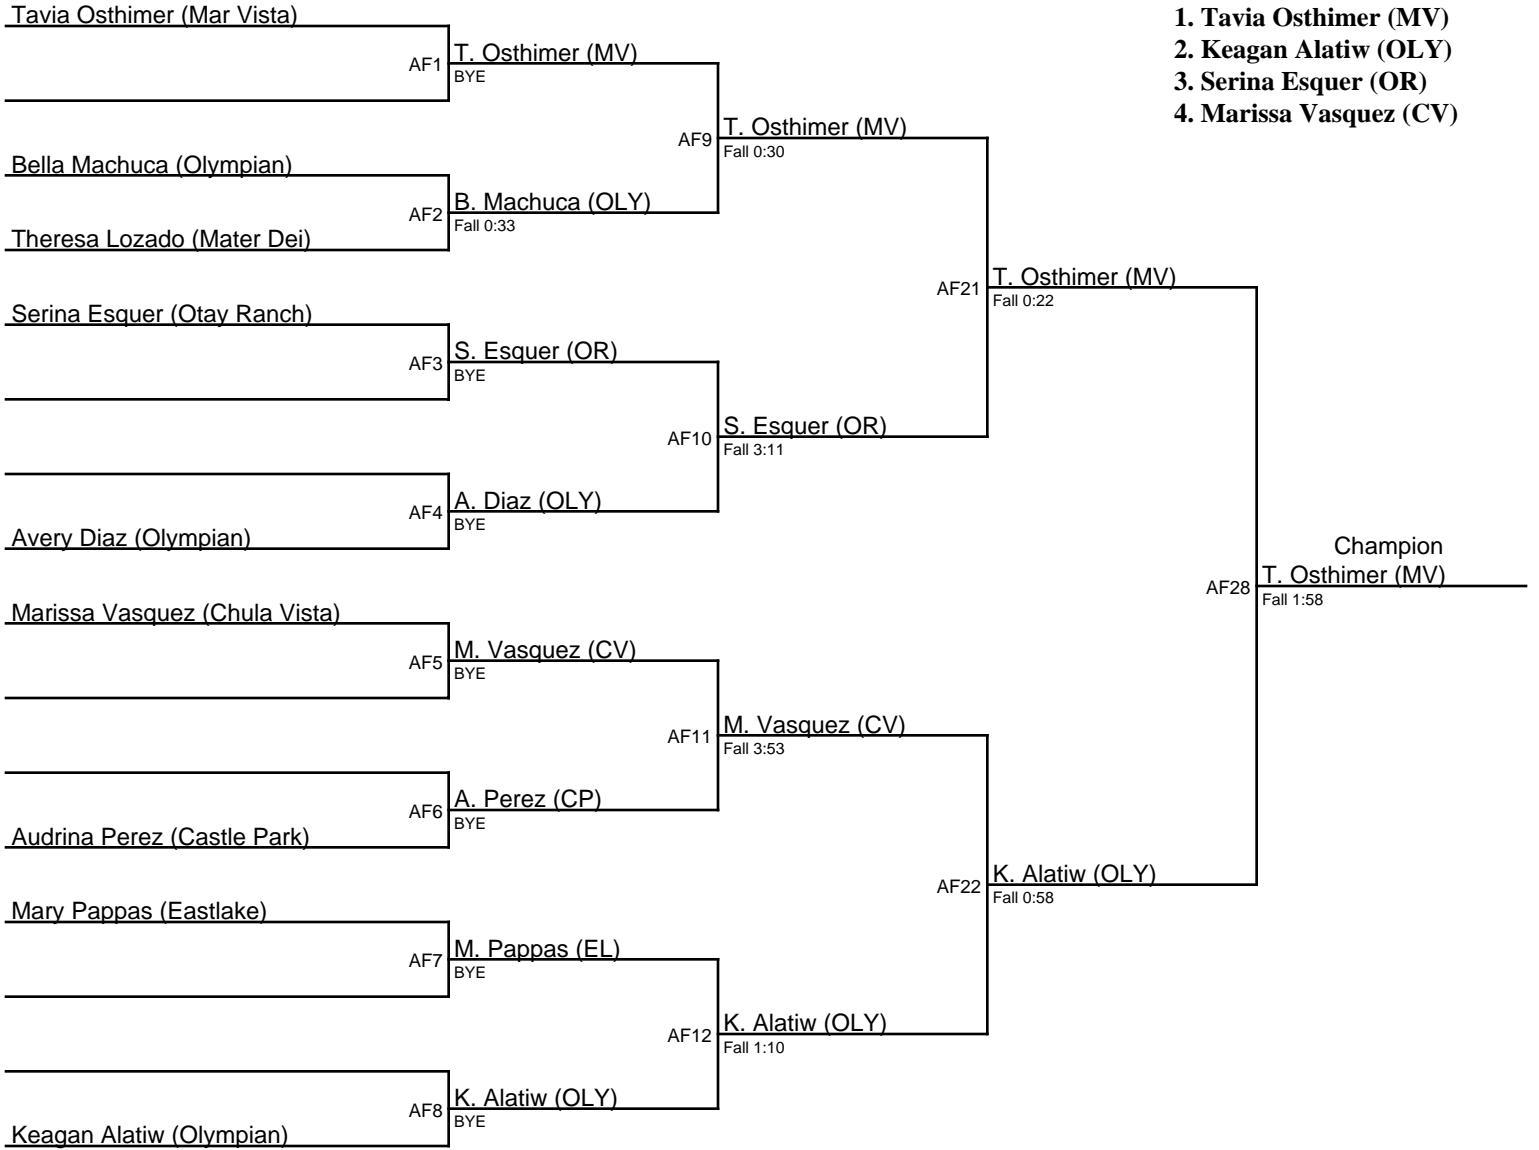 Tavia Osthimer (Mar Vista)
AF1
T. Osthimer (MV)
BYE
Bella Machuca (Olympian)
AF2
B. Machuca (OLY)
Fall 0:33
Theresa Lozado (Mater Dei)
AF9
T. Osthimer (MV)
Fall 0:30
Serina Esquer (Otay Ranch)
AF3
S. Esquer (OR)
BYE
AF4
A. Diaz (OLY)
BYE
Avery Diaz (Olympian)
AF10
S. Esquer (OR)
Fall 3:11
AF21
T. Osthimer (MV)
Fall 0:22
Marissa Vasquez (Chula Vista)
AF5
M. Vasquez (CV)
BYE
AF6
A. Perez (CP)
BYE
Audrina Perez (Castle Park)
AF11
M. Vasquez (CV)
Fall 3:53
Mary Pappas (Eastlake)
AF7
M. Pappas (EL)
BYE
AF8
K. Alatiw (OLY)
BYE
Keagan Alatiw (Olympian)
AF12
K. Alatiw (OLY)
Fall 1:10
AF22
K. Alatiw (OLY)
Fall 0:58
Champion
AF28
T. Osthimer (MV)
Fall 1:58
1. Tavia Osthimer (MV)
2. Keagan Alatiw (OLY)
3. Serina Esquer (OR)
4. Marissa Vasquez (CV)